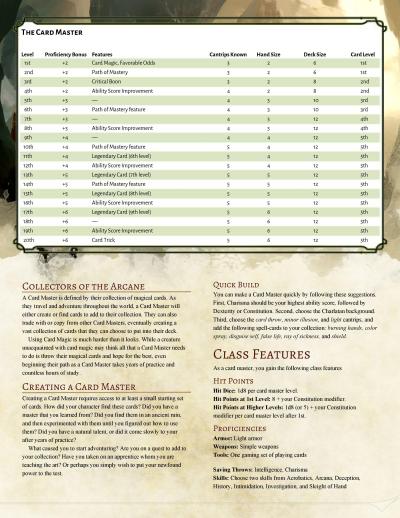 The Card Master
Level Proficiency Bonus Features Cantrips Known Hand Size Deck Size Card Level
1st +2 Card Magic, Favorable Odds 3 2 6 1st
2nd +2 Path of Mastery 3 2 6 1st
3rd +2 Critical Boon 3 2 8 2nd
4th +2 Ability Score Improvement 4 2 8 2nd
5th +3 — 4 3 10 3rd
6th +3 Path of Mastery feature 4 3 10 3rd
7th +3 — 4 3 12 4th
8th +3 Ability Score Improvement 4 3 12 4th
9th +4 — 4 4 12 5th
10th +4 Path of Mastery feature 5 4 12 5th
11th +4 Legendary Card (6th level) 5 4 12 5th
12th +4 Ability Score Improvement 5 4 12 5th
13th +5 Legendary Card (7th level) 5 5 12 5th
14th +5 Path of Mastery feature 5 5 12 5th
15th +5 Legendary Card (8th level) 5 5 12 5th
16th +5 Ability Score Improvement 5 5 12 5th
17th +6 Legendary Card (9th level) 5 6 12 5th
18th +6 — 5 6 12 5th
19th +6 Ability Score Improvement 5 6 12 5th
20th +6 Card Trick 5 6 12 5th
Collectors of the Arcane
A Card Master is defined by their collection of magical cards. As
they travel and adventure throughout the world, a Card Master will
either create or find cards to add to their collection. They can also
trade with or copy from other Card Masters, eventually creating a
vast collection of cards that they can choose to put into their deck.
Using Card Magic is much harder than it looks. While a creature
unacquainted with card magic may think all that a Card Master needs
to do is throw their magical cards and hope for the best, even
beginning their path as a Card Master takes years of practice and
countless hours of study.
Creating a Card Master
Creating a Card Master requires access to at least a small starting set
of cards. How did your character find these cards? Did you have a
master that you learned from? Did you find them in an ancient ruin,
and then experimented with them until you figured out how to use
them? Did you have a natural talent, or did it come slowly to you
after years of practice?
What caused you to start adventuring? Are you on a quest to add to
your collection? Have you taken on an apprentice whom you are
teaching the art? Or perhaps you simply wish to put your newfound
power to the test.
Quick Build
You can make a Card Master quickly by following these suggestions.
First, Charisma should be your highest ability score, followed by
Dexterity or Constitution. Second, choose the Charlatan background.
Third, choose the card throw, minor illusion, and light cantrips, and
add the following spell-cards to your collection: burning hands, color
spray, disguise self, false life, ray of sickness, and shield.
Class Features
As a card master, you gain the following class features
Hit Points
Hit Dice: 1d8 per card master level.
Hit Points at 1st Level: 8 + your Constitution modifier.
Hit Points at Higher Levels: 1d8 (or 5) + your Constitution
modifier per card master level after 1st.
Proficiencies
Armor: Light armor
Weapons: Simple weapons
Tools: One gaming set of playing cards
Saving Throws: Intelligence, Charisma
Skills: Choose two skills from Acrobatics, Arcana, Deception,
History, Intimidation, Investigation, and Sleight of Hand